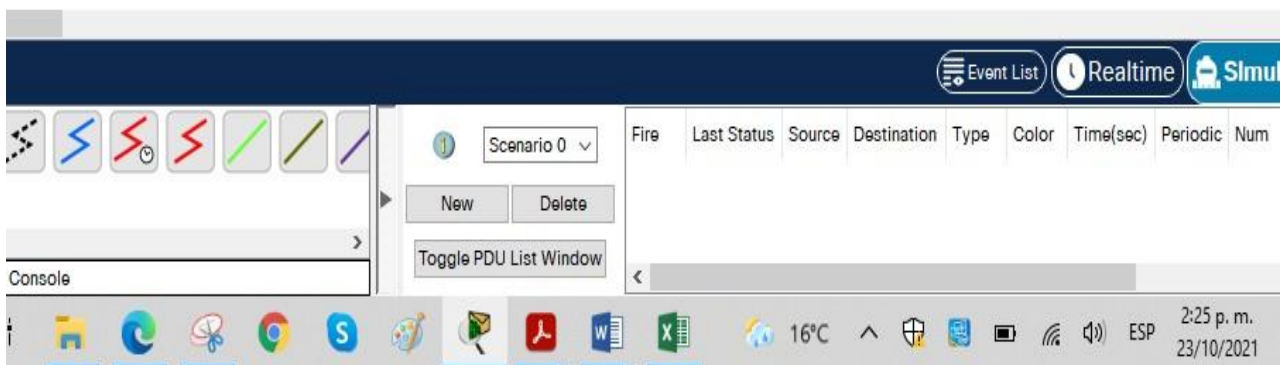 Event List
Realtime
SImul
Scenario 0
Fire Last Status Source Destination Type Color Time(sec) Periodic Num
New Delete
Toggle PDU List Window
Console
S
W
X
16°C
ESP
2:25 p. m.
23/10/2021